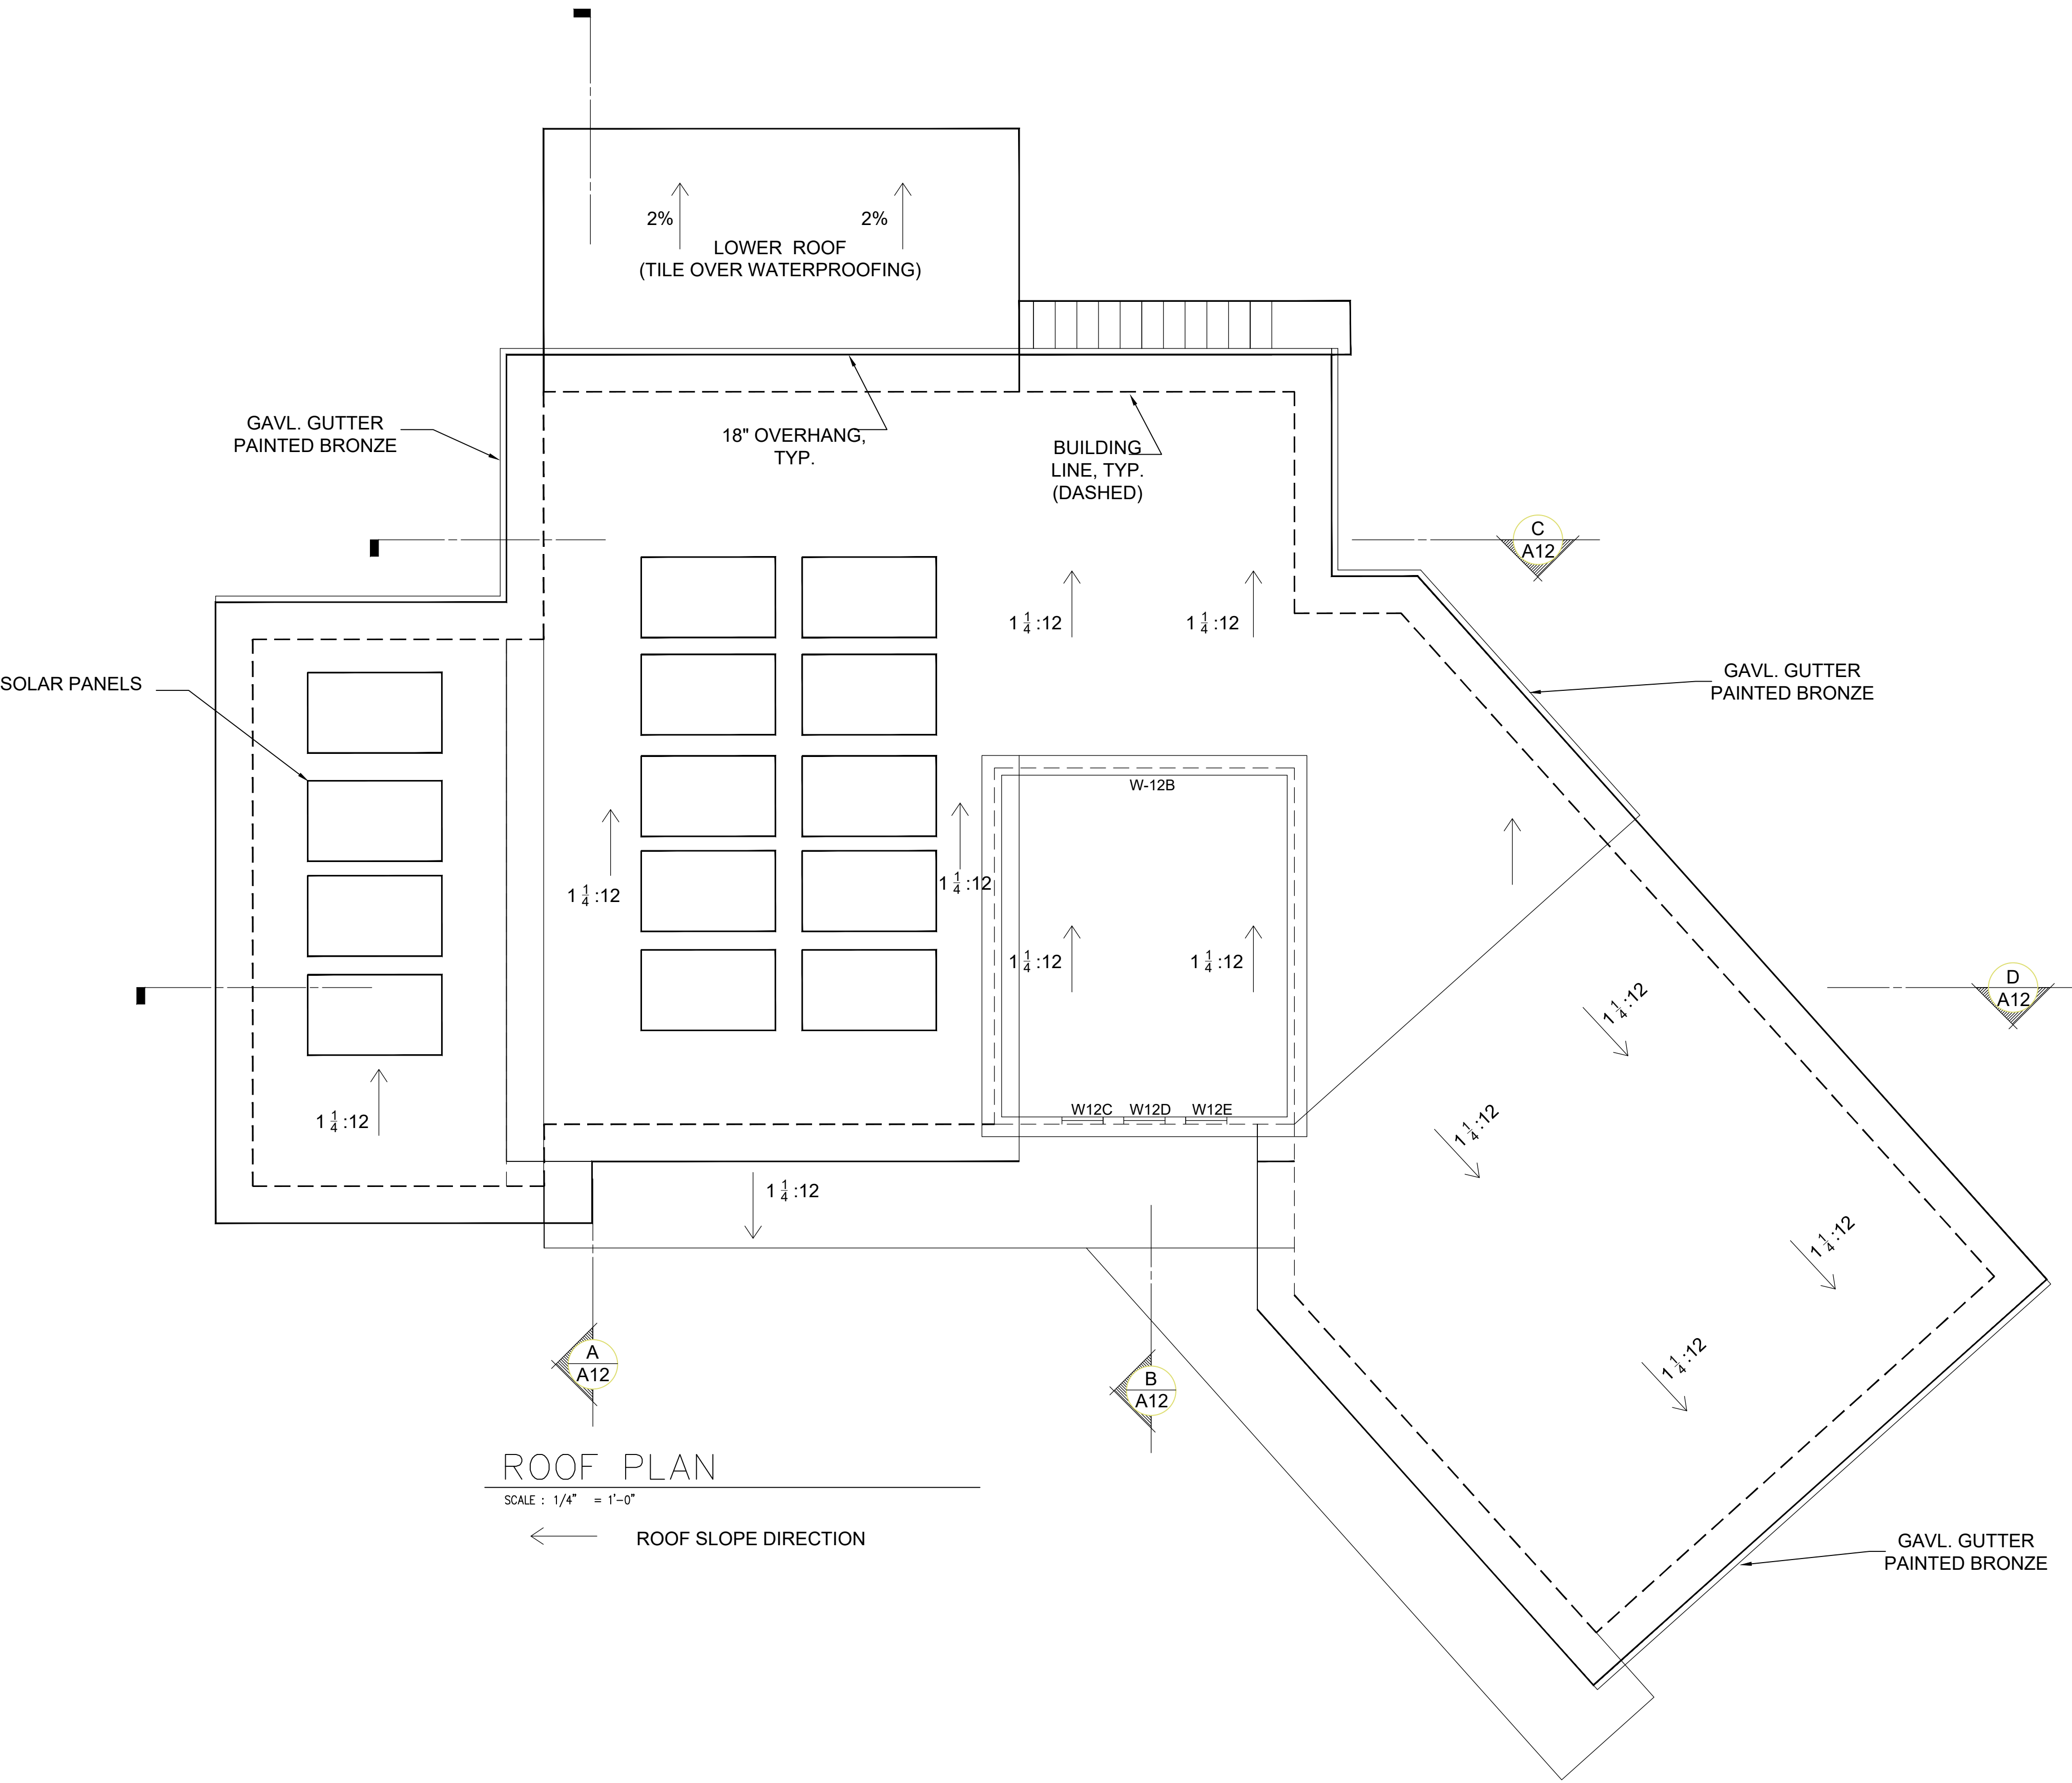 2%
2%
LOWER ROOF
(TILE OVER WATERPROOFING)
GAVL. GUTTER
PAINTED BRONZE
18" OVERHANG,
TYP.
BUILDING
LINE, TYP.
(DASHED)
C
A12
1 1/4 :12
1 1/4 :12
SOLAR PANELS
GAVL. GUTTER
PAINTED BRONZE
W-12B
1 1/4 :12
1 1/4 :12
1 1/4 :12
1 1/4 :12
D
A12
1 1/4 :12
1 1/4 :12
W12C
W12D
W12E
1 1/4 :12
1 1/4 :12
1 1/4 :12
1 1/4 :12
A
A12
B
A12
ROOF PLAN
SCALE : 1/4" = 1'-0"
ROOF SLOPE DIRECTION
GAVL. GUTTER
PAINTED BRONZE